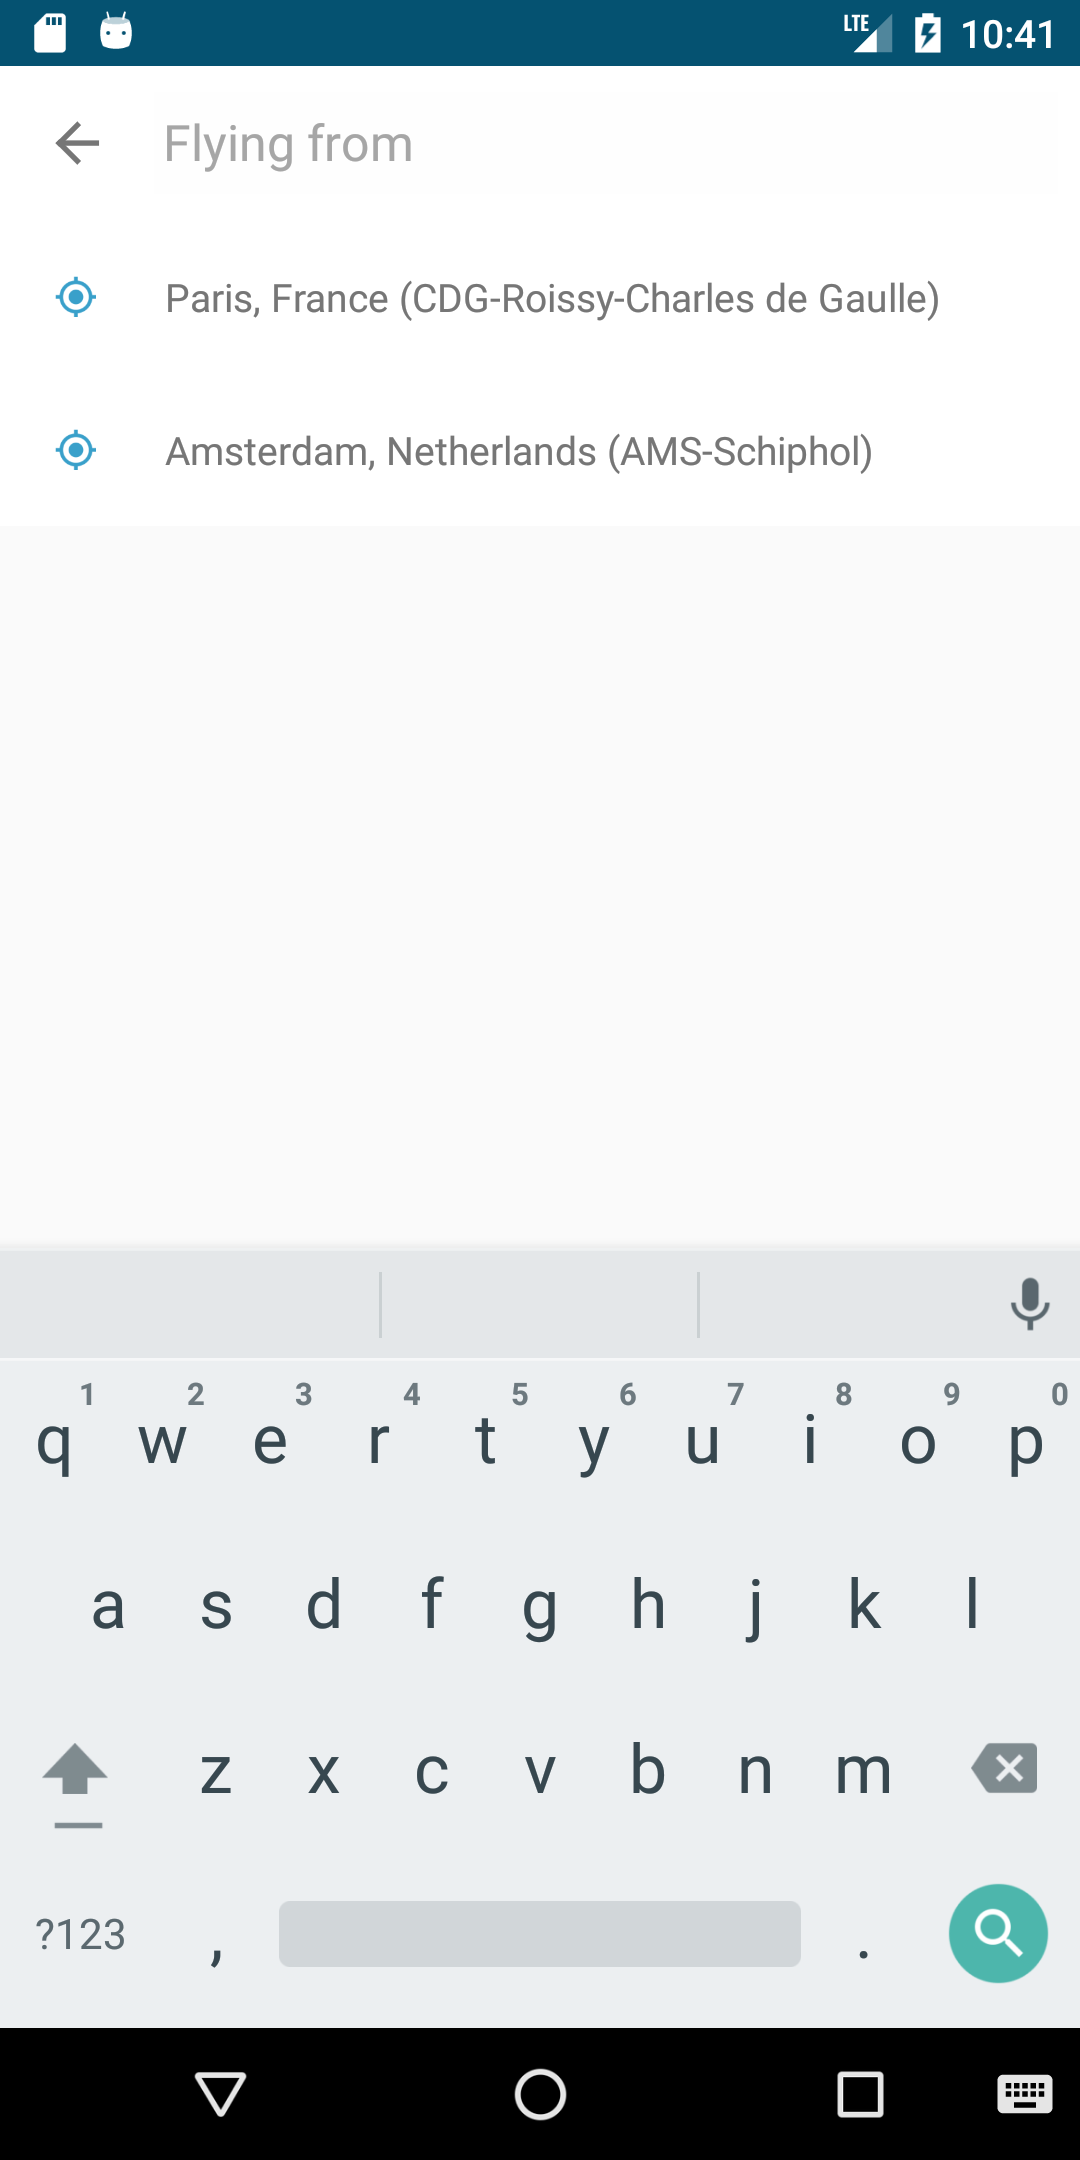 LTE 10:41
Flying from
Paris, France (CDG-Roissy-Charles de Gaulle)
Amsterdam, Netherlands (AMS-Schiphol)
1 2 3 4 5 6 7 8 9 0
q w e r t y u i o p
a s d f g h j k l
z x c v b n m
?123 , .